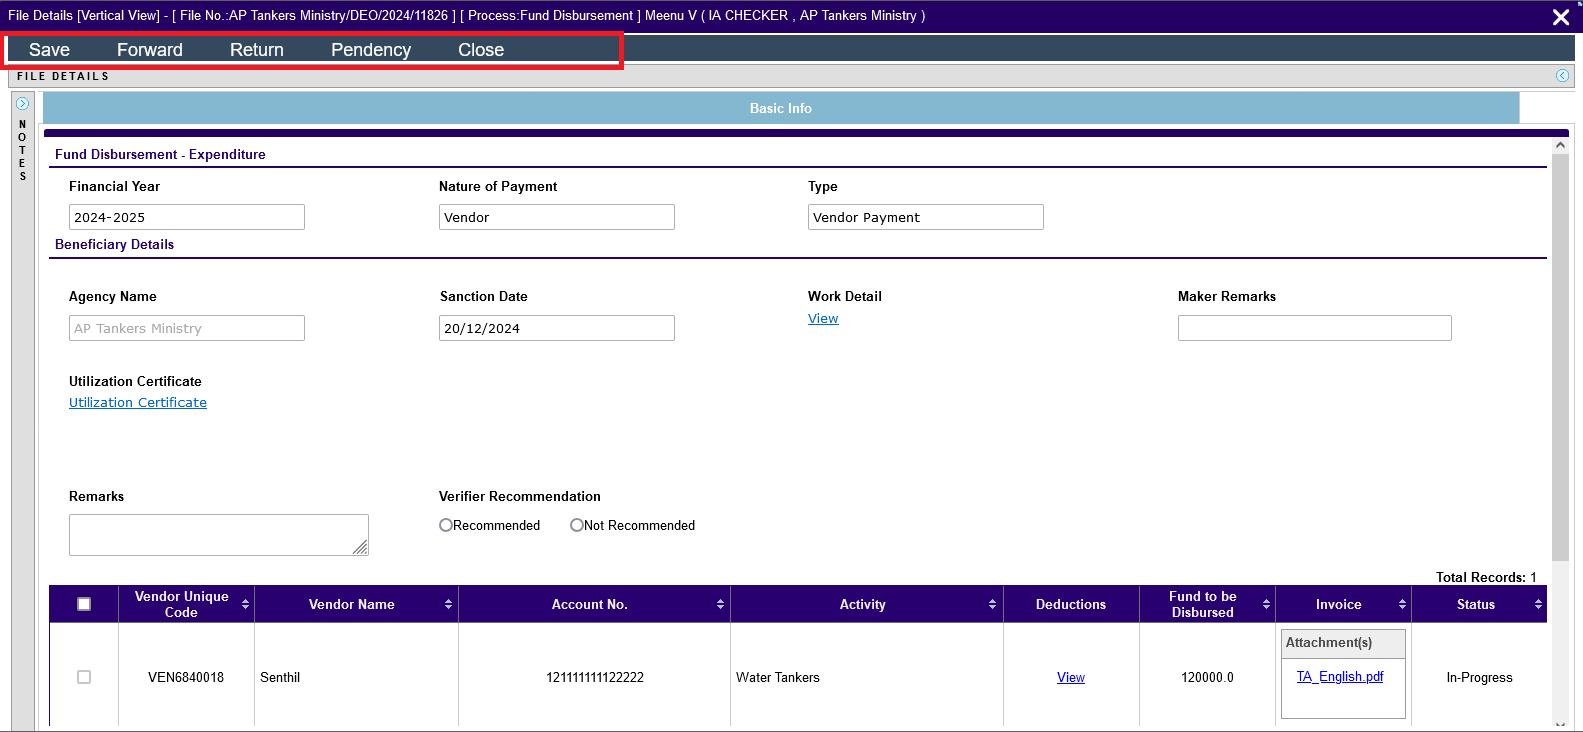 File Details [Vertical View] - [ File No.:AP Tankers Ministry/DEO/2024/11826 ] [ Process:Fund Disbursement ] Meenu V ( IA CHECKER , AP Tankers Ministry )
Save Forward Return Pendency Close
FILE DETAILS
NOTES
Basic Info
Fund Disbursement - Expenditure
Financial Year Nature of Payment Type
2024-2025 Vendor Vendor Payment
Beneficiary Details
Agency Name Sanction Date Work Detail Maker Remarks
AP Tankers Ministry 20/12/2024 View
Utilization Certificate
Utilization Certificate
Remarks Verifier Recommendation
Recommended Not Recommended
Total Records: 1
Vendor Unique Code Vendor Name Account No. Activity Deductions Fund to be Disbursed Invoice Status
Attachment(s)
VEN6840018 Senthil 121111111122222 Water Tankers View 120000.0 TA_English.pdf In-Progress